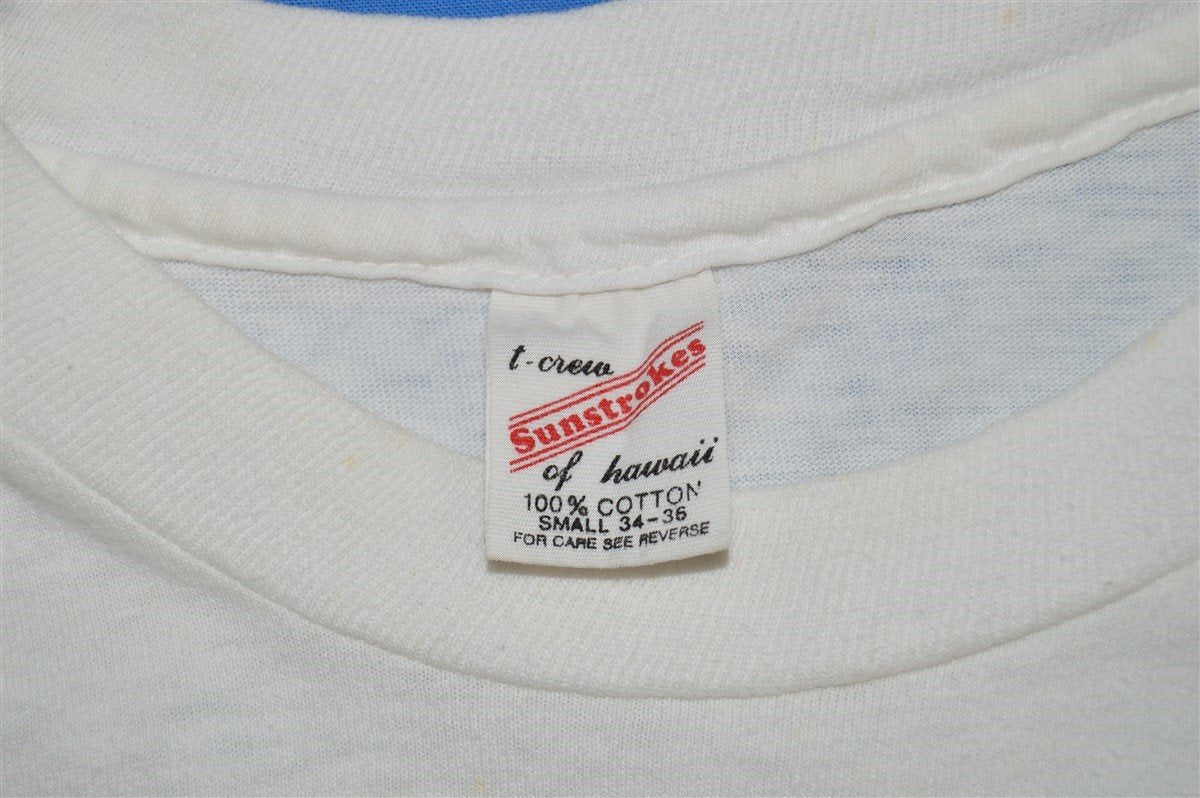 t-crew
Sunstrokes
of hawaii
100% COTTON
SMALL 34-36
FOR CARE SEE REVERSE